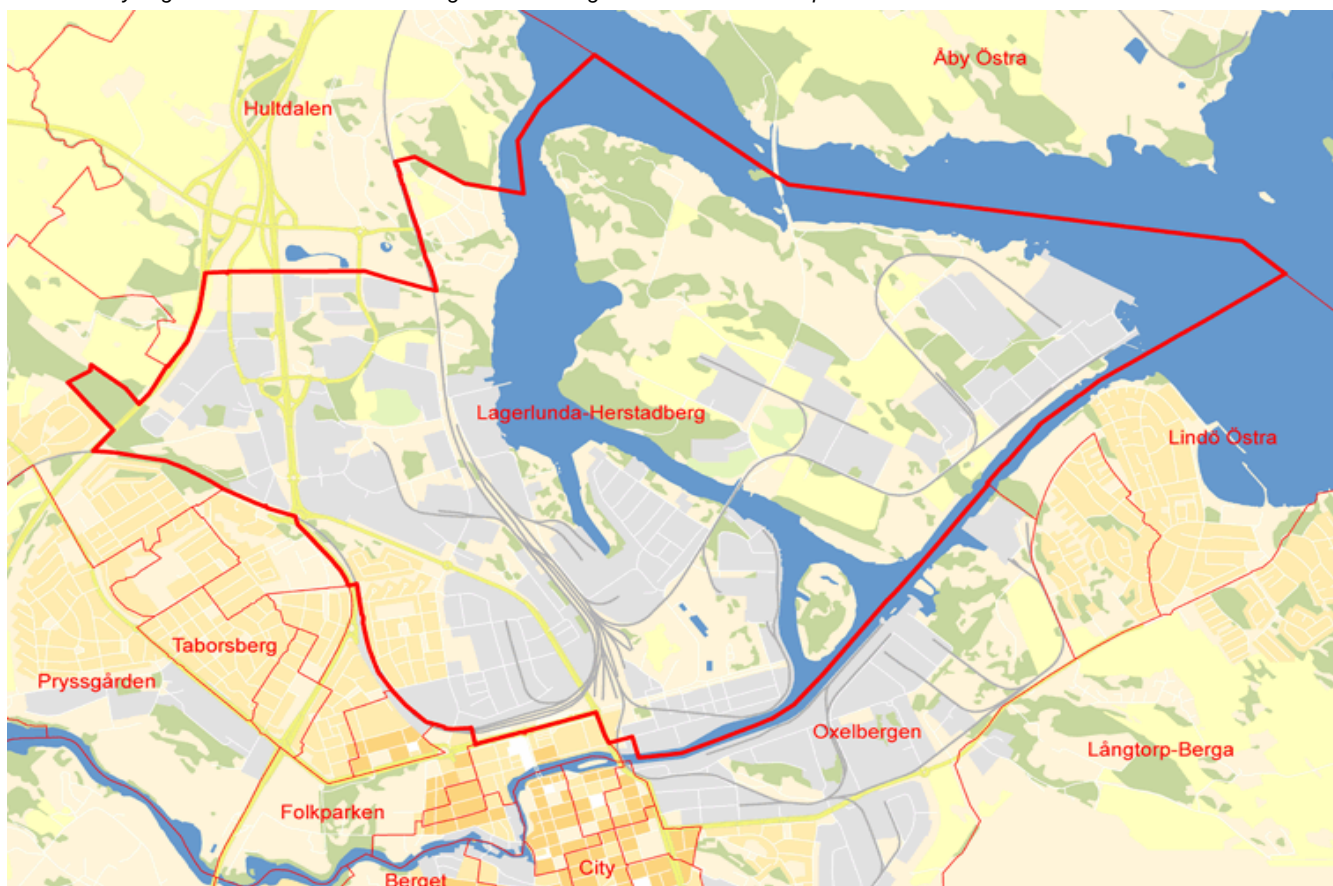 Åby Östra
Hultdalen
Lagerlunda-Herstadberg
Lindö Östra
Taborsberg
Pryssgården
Oxelbergen
Långtorp-Berga
Folkparken
City
Berget